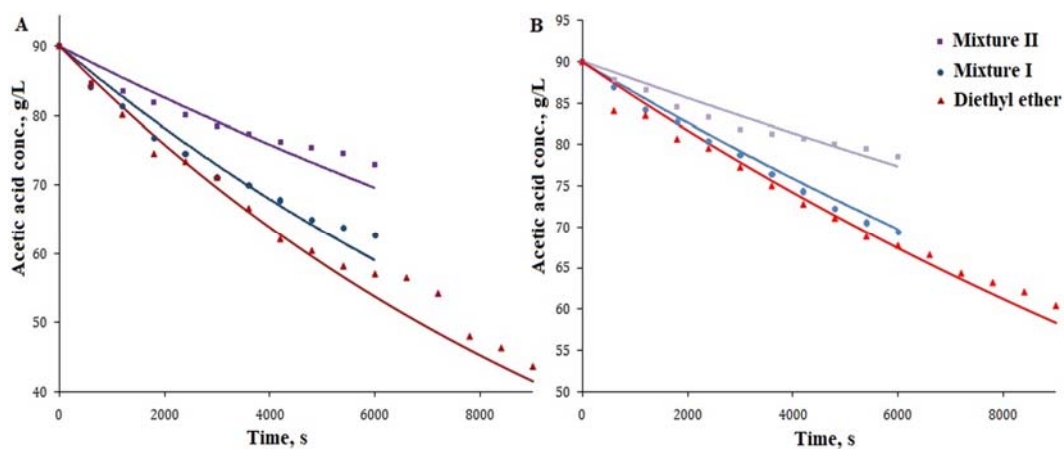 A
Acetic acid conc., g/L
90
80
70
60
50
40
0
2000
4000
6000
8000
Time, s
B
Acetic acid conc., g/L
95
90
85
80
75
70
65
60
55
50
0
2000
4000
6000
8000
Time, s
Mixture II
Mixture I
Diethyl ether